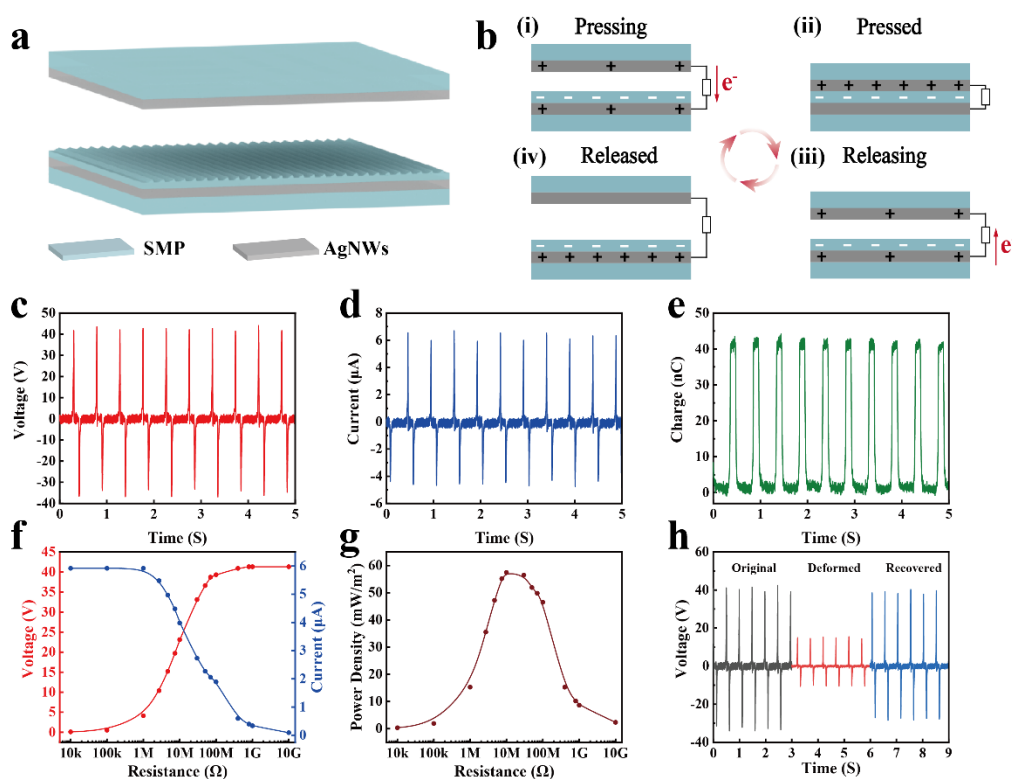 a
SMP
AgNWs
b
(i) Pressing
(ii) Pressed
+ + +
e-
- - - - - -
+ + +
+ + + + + +
- - - - - -
(iv) Released
(iii) Releasing
- - - - - -
+ + + + + +
+ + +
e
- - - - - -
+ + +
c
Voltage (V)
50
40
30
20
10
0
-10
-20
-30
-40
0 1 2 3 4 5
Time (S)
d
Current (μA)
8
6
4
2
0
-2
-4
-6
0 1 2 3 4 5
Time (S)
e
Charge (nC)
50
40
30
20
10
0
0 1 2 3 4 5
Time (S)
f
Voltage (V)
45
40
35
30
25
20
15
10
5
0
Current (μA)
6
5
4
3
2
1
0
10k 100k 1M 10M 100M 1G 10G
Resistance (Ω)
g
Power Density (mW/m²)
60
50
40
30
20
10
0
10k 100k 1M 10M 100M 1G 10G
Resistance (Ω)
h
Original Deformed Recovered
Voltage (V)
60
40
20
0
-20
-40
0 1 2 3 4 5 6 7 8 9
Time (S)